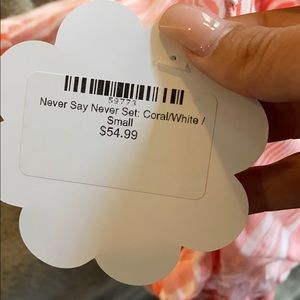 59773
Never Say Never Set: Coral/White /
Small
$54.99